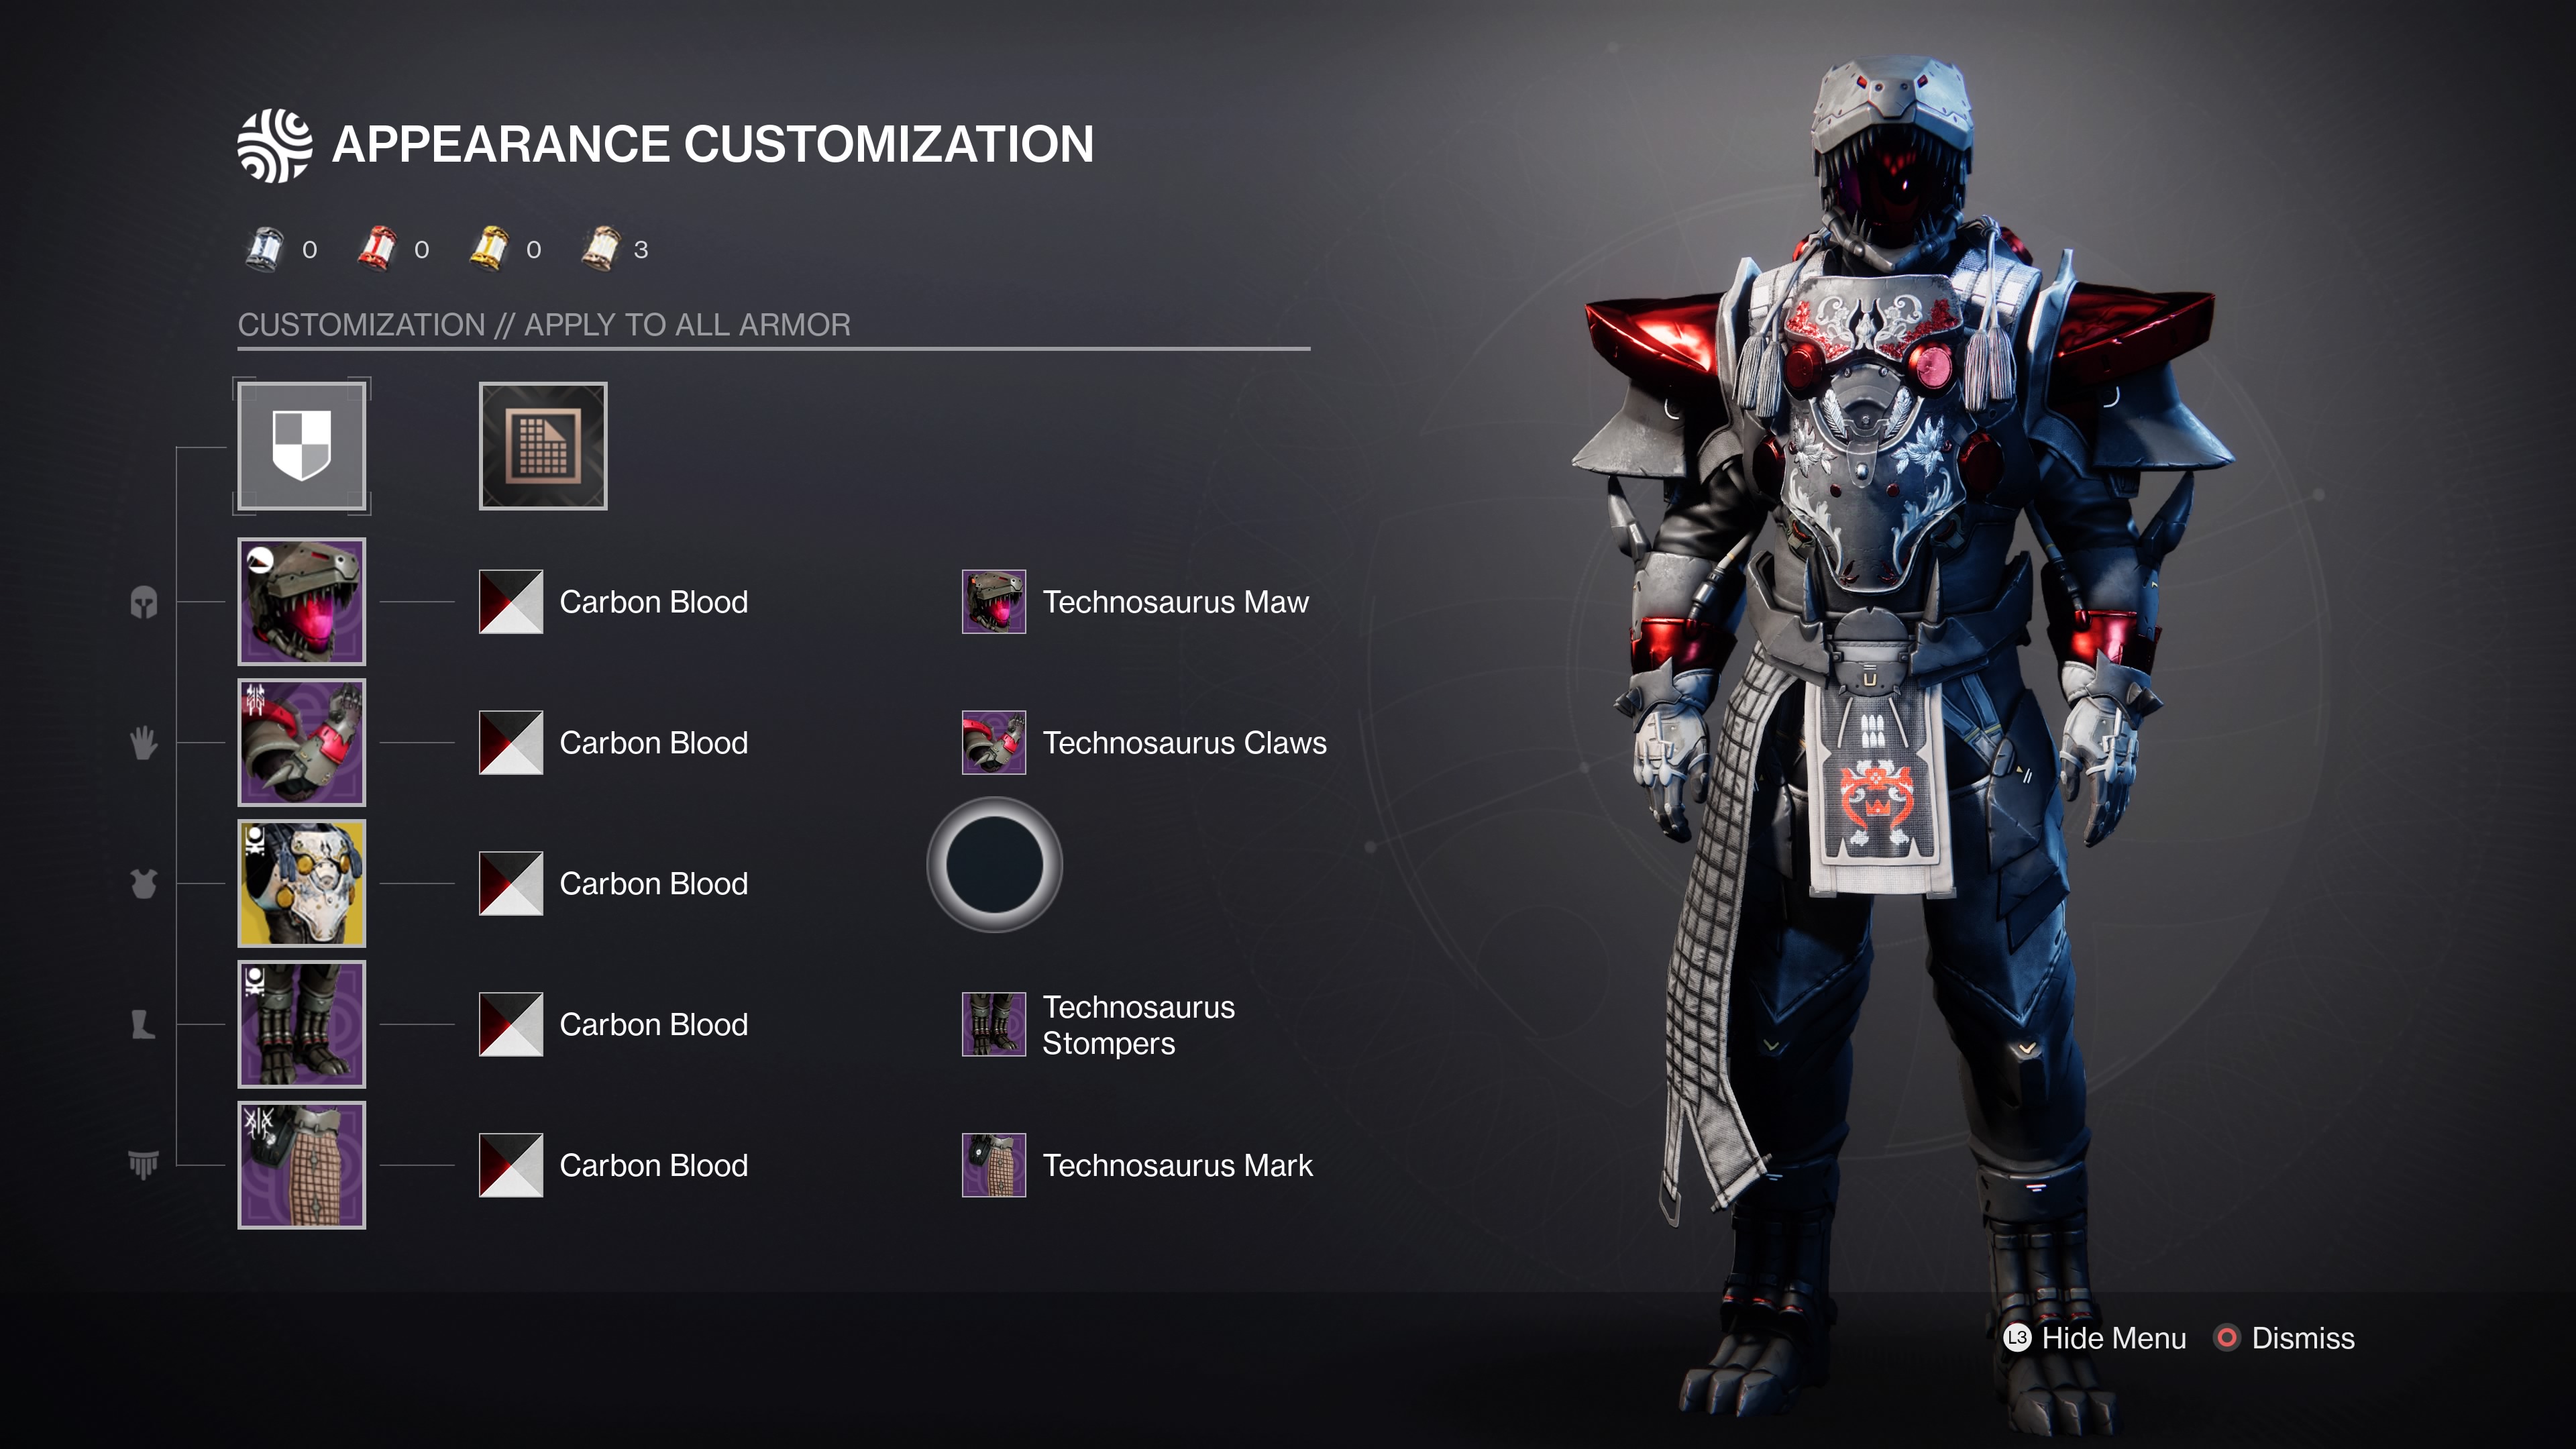 APPEARANCE CUSTOMIZATION
0 0 0 3
CUSTOMIZATION // APPLY TO ALL ARMOR
Carbon Blood
Technosaurus Maw
Carbon Blood
Technosaurus Claws
Carbon Blood
Carbon Blood
Technosaurus
Stompers
Carbon Blood
Technosaurus Mark
L3 Hide Menu
Dismiss